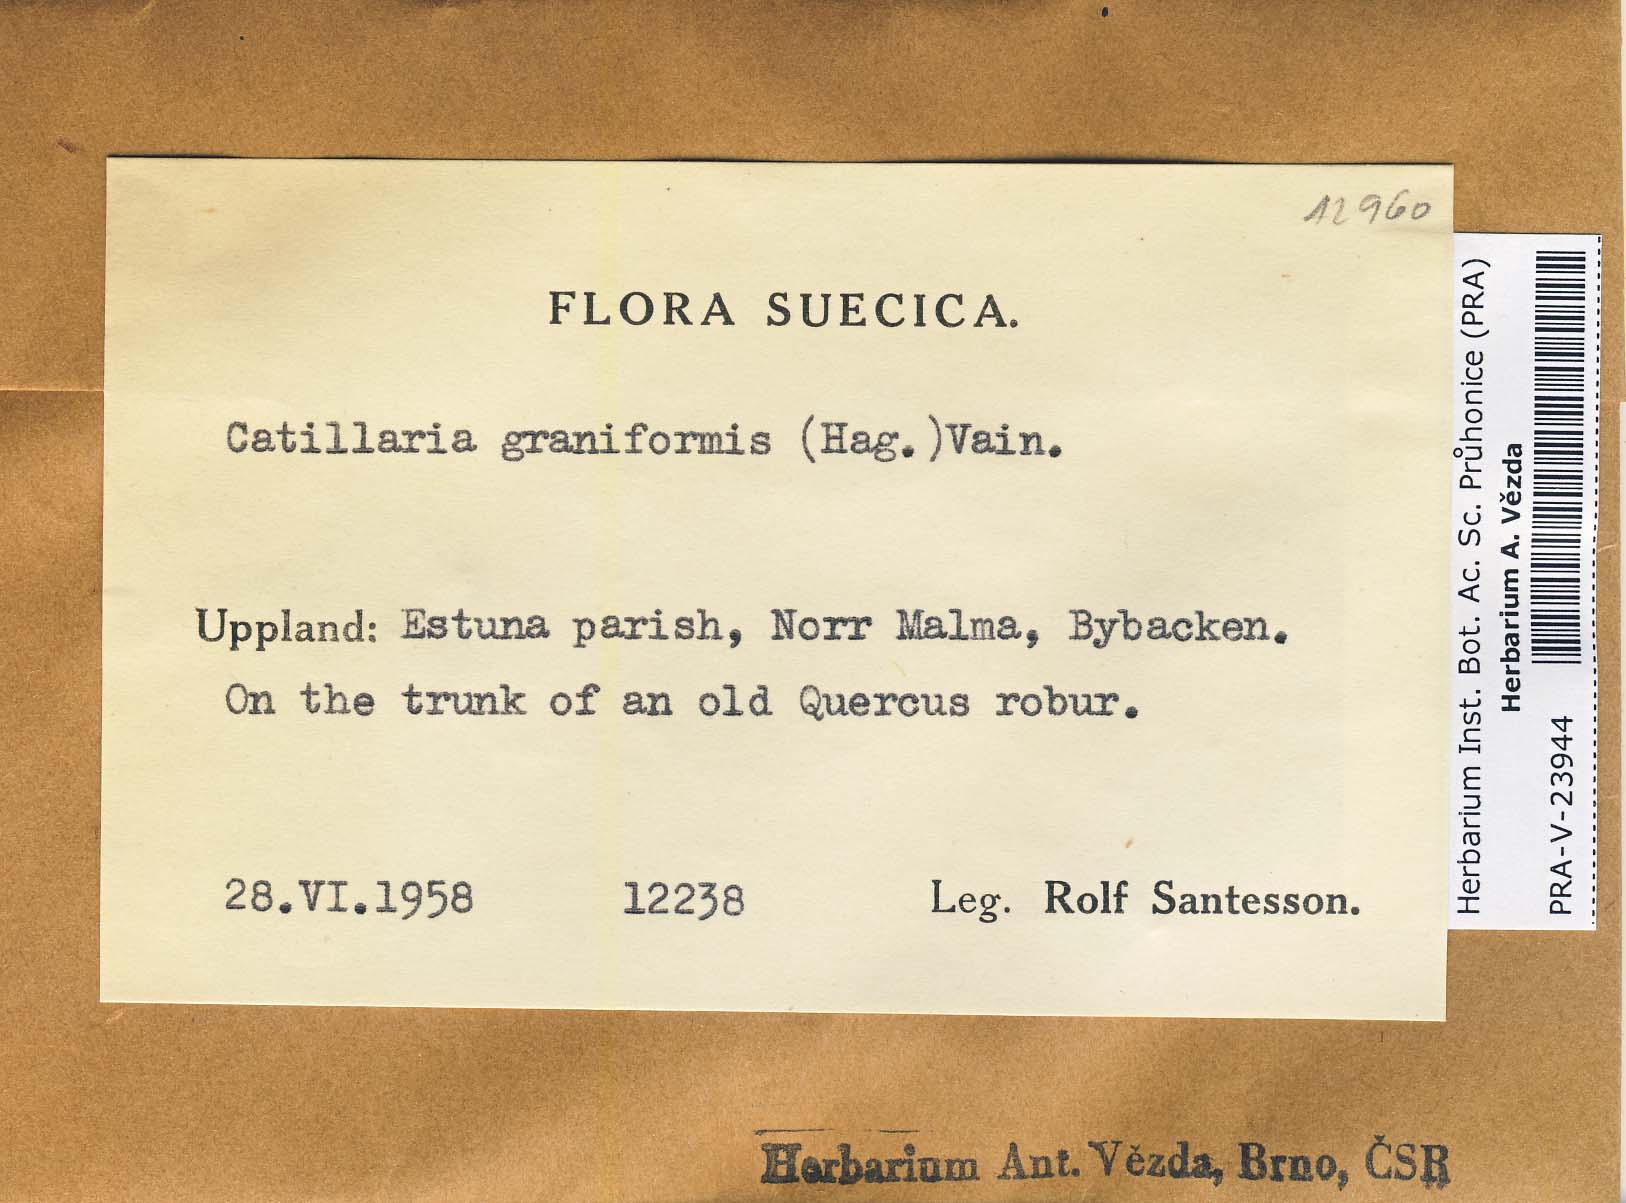 12960
FLORA SUECICA.
Catillaria graniformis (Hag.)Vain.
Uppland: Estuna parish, Norr Malma, Bybacken.
On the trunk of an old Quercus robur.
28.VI.1958 12238 Leg. Rolf Santesson.
Herbarium Inst. Bot. Ac. Sc. Průhonice (PRA)
Herbarium A. Vězda
PRA-V-23944
Herbarium Ant. Vězda, Brno, ČSR